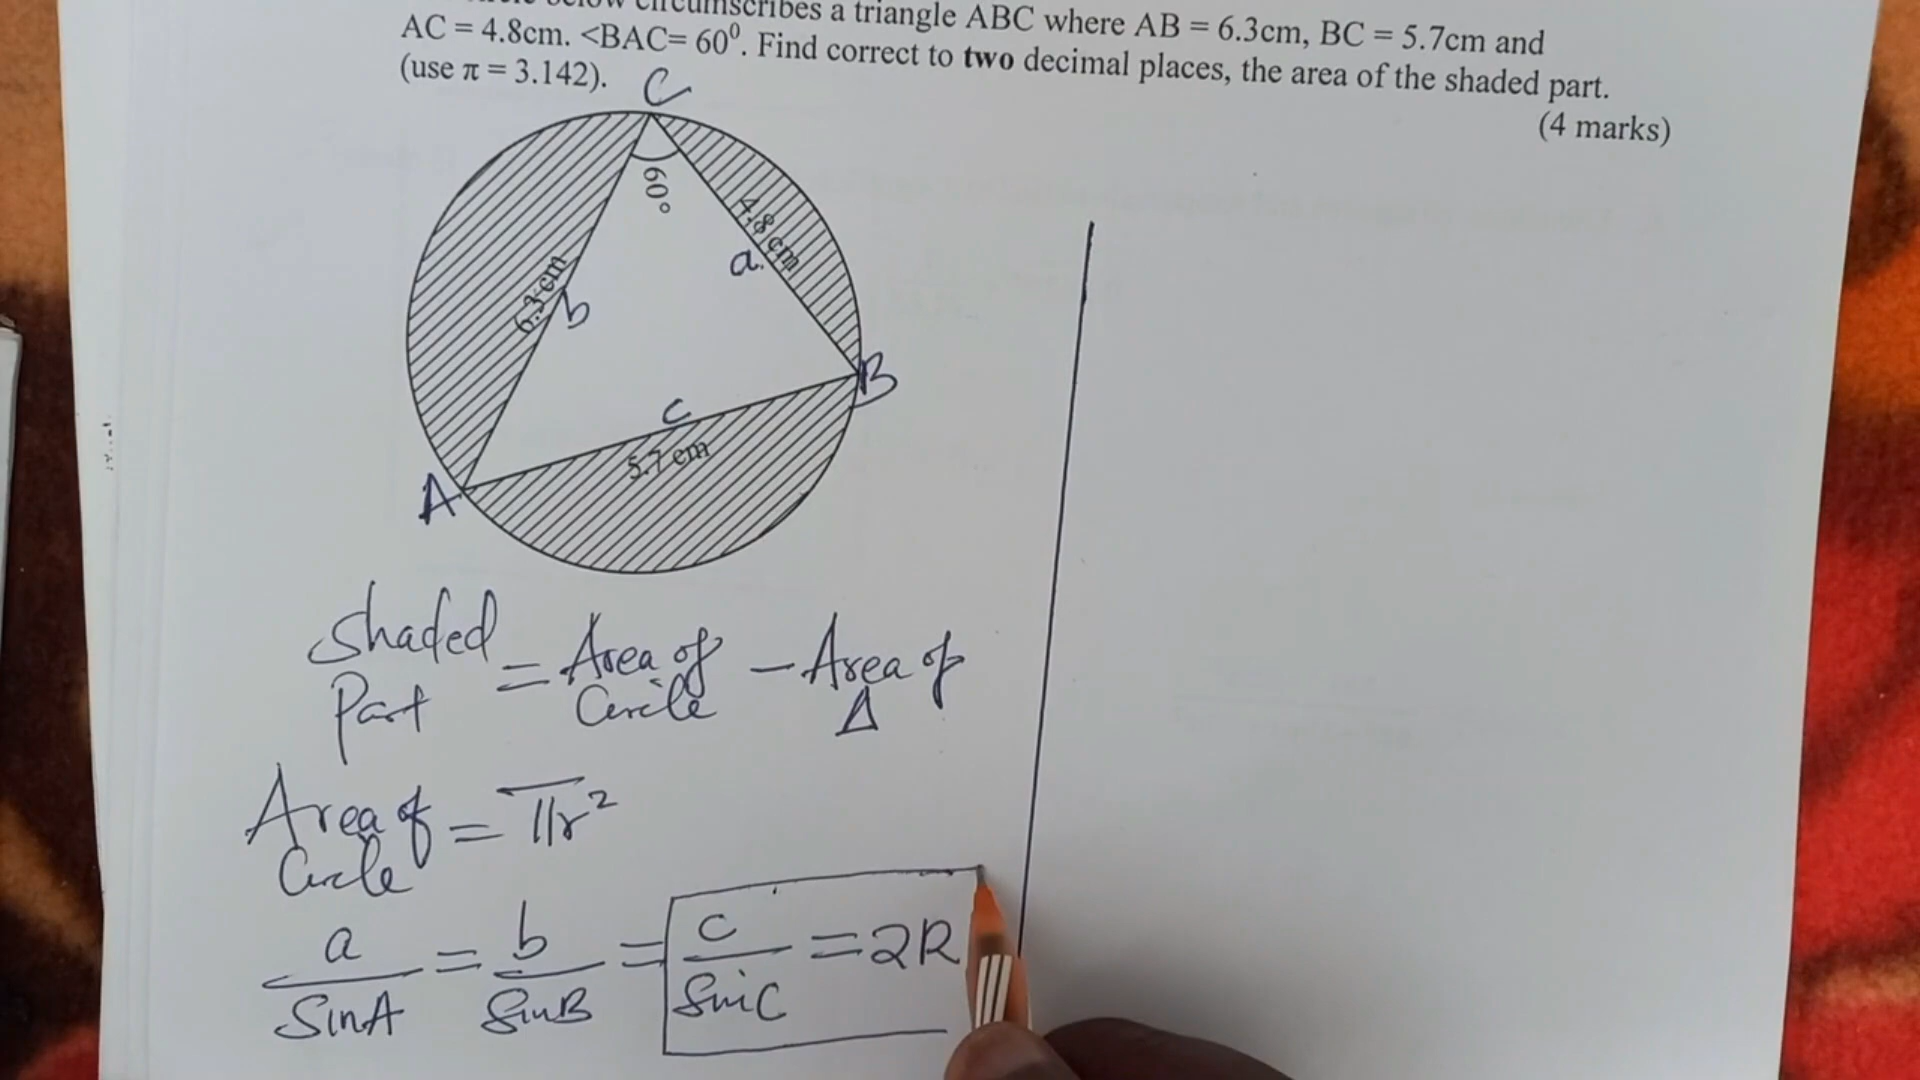 below circumscribes a triangle ABC where AB = 6.3cm, BC = 5.7cm and
AC = 4.8cm. <BAC= 60⁰. Find correct to two decimal places, the area of the shaded part.
(use π = 3.142).
(4 marks)
C
60°
4.8 cm
a
6.3 cm
b
B
c
5.7 cm
A
Shaded Part = Area of Circle – Area of Δ
Area of Circle = πr²
a/SinA = b/SinB = c/SinC = 2R